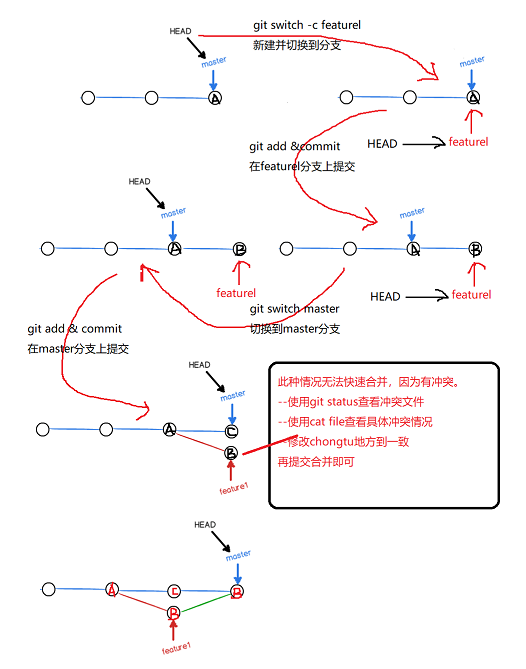 HEAD
git switch -c featurel
新建并切换到分支
master
master
A
A
git add &commit
在featurel分支上提交
HEAD
featurel
HEAD
master
master
A
B
A
B
featurel
HEAD
featurel
git switch master
切换到master分支
git add & commit
在master分支上提交
HEAD
master
此种情况无法快速合并，因为有冲突。
--使用git status查看冲突文件
--使用cat file查看具体冲突情况
--修改chongtu地方到一致
再提交合并即可
A
C
B
feature1
HEAD
master
A
C
B
B
feature1